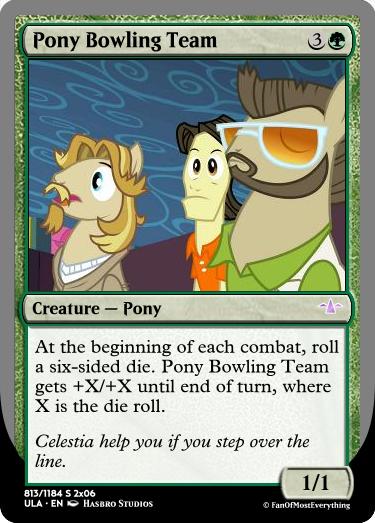 Pony Bowling Team 3
Creature — Pony
At the beginning of each combat, roll
a six-sided die. Pony Bowling Team
gets +X/+X until end of turn, where
X is the die roll.
Celestia help you if you step over the
line.
1/1
813/1184 S 2x06
ULA • EN Hasbro Studios
© FanOfMostEverything